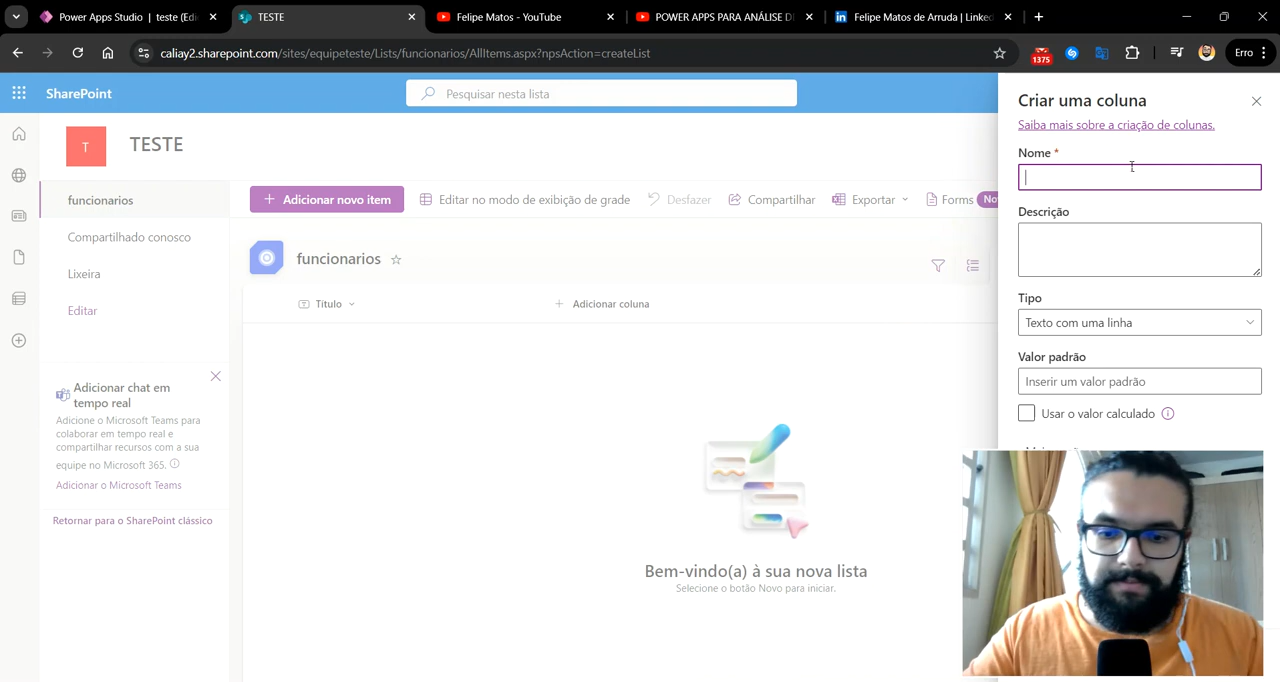 Power Apps Studio | teste (Edi
TESTE
Felipe Matos - YouTube
POWER APPS PARA ANÁLISE D
Felipe Matos de Arruda | Linked
caliay2.sharepoint.com/sites/equipeteste/Lists/funcionarios/AllItems.aspx?npsAction=createList
1375
Erro
SharePoint
Pesquisar nesta lista
T
TESTE
funcionarios
Compartilhado conosco
Lixeira
Editar
Adicionar chat em
tempo real
Adicione o Microsoft Teams para
colaborar em tempo real e
compartilhar recursos com a sua
equipe no Microsoft 365.
Adicionar o Microsoft Teams
Retornar para o SharePoint clássico
+ Adicionar novo item
Editar no modo de exibição de grade
Desfazer
Compartilhar
Exportar
Forms
No
funcionarios
Título
+ Adicionar coluna
Bem-vindo(a) à sua nova lista
Selecione o botão Novo para iniciar.
Criar uma coluna
Saiba mais sobre a criação de colunas.
Nome *
Descrição
Tipo
Texto com uma linha
Valor padrão
Inserir um valor padrão
Usar o valor calculado